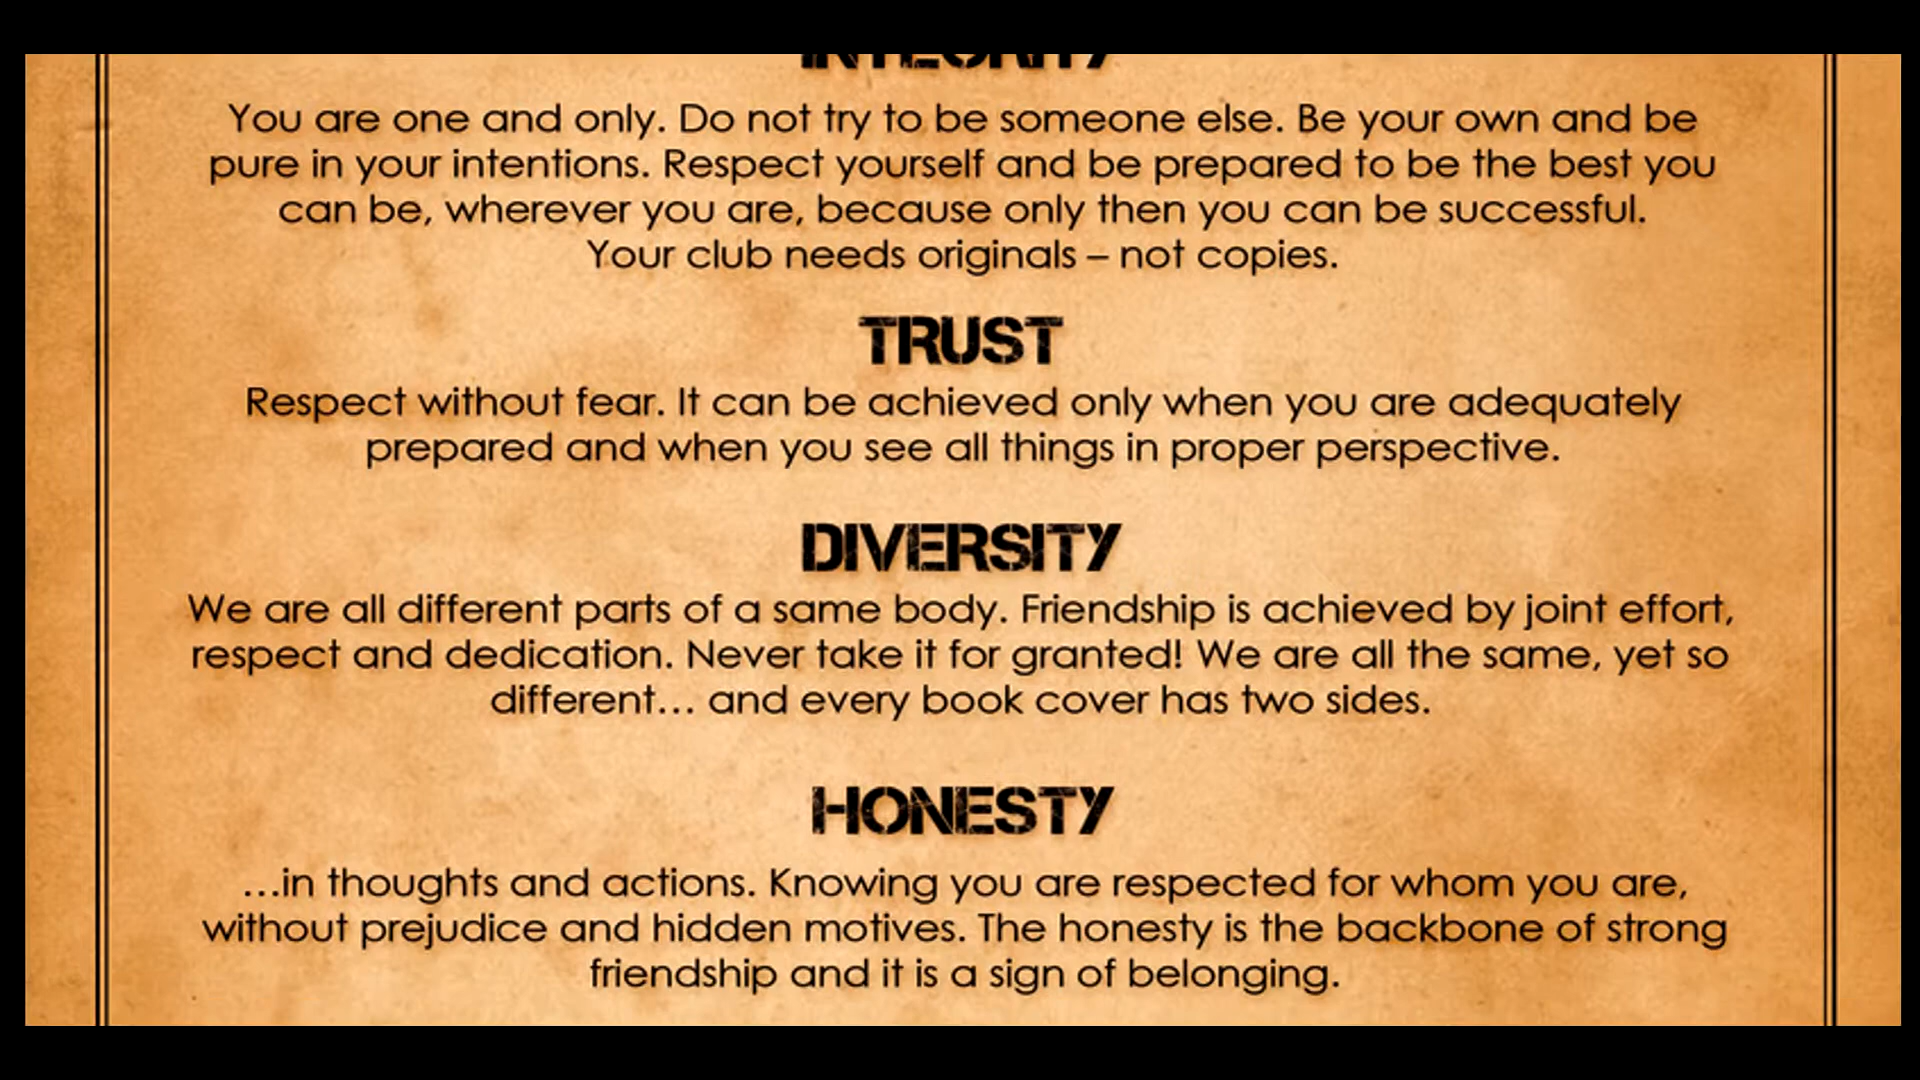 INTEGRITY
You are one and only. Do not try to be someone else. Be your own and be
pure in your intentions. Respect yourself and be prepared to be the best you
can be, wherever you are, because only then you can be successful.
Your club needs originals – not copies.
TRUST
Respect without fear. It can be achieved only when you are adequately
prepared and when you see all things in proper perspective.
DIVERSITY
We are all different parts of a same body. Friendship is achieved by joint effort,
respect and dedication. Never take it for granted! We are all the same, yet so
different... and every book cover has two sides.
HONESTY
...in thoughts and actions. Knowing you are respected for whom you are,
without prejudice and hidden motives. The honesty is the backbone of strong
friendship and it is a sign of belonging.